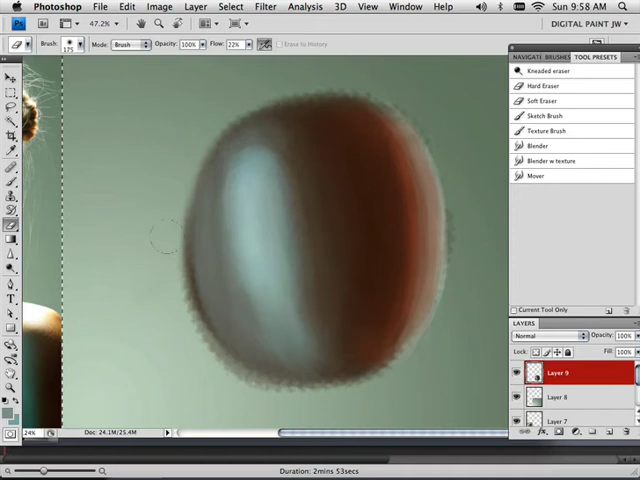 Photoshop File Edit Image Layer Select Filter Analysis 3D View Window Help Sun 9:58 AM
Ps 47.2% DIGITAL PAINT JW
Brush: 175 Mode: Brush Opacity: 100% Flow: 22% Erase to History
NAVIGATI BRUSHES TOOL PRESETS
Kneaded eraser
Hard Eraser
Soft Eraser
Sketch Brush
Texture Brush
Blender
Blender w texture
Mover
Current Tool Only
LAYERS
Normal Opacity: 100%
Lock: Fill: 100%
Layer 9
Layer 8
Layer 7
24% Doc: 24.1M/25.4M
Duration: 2mins 53secs